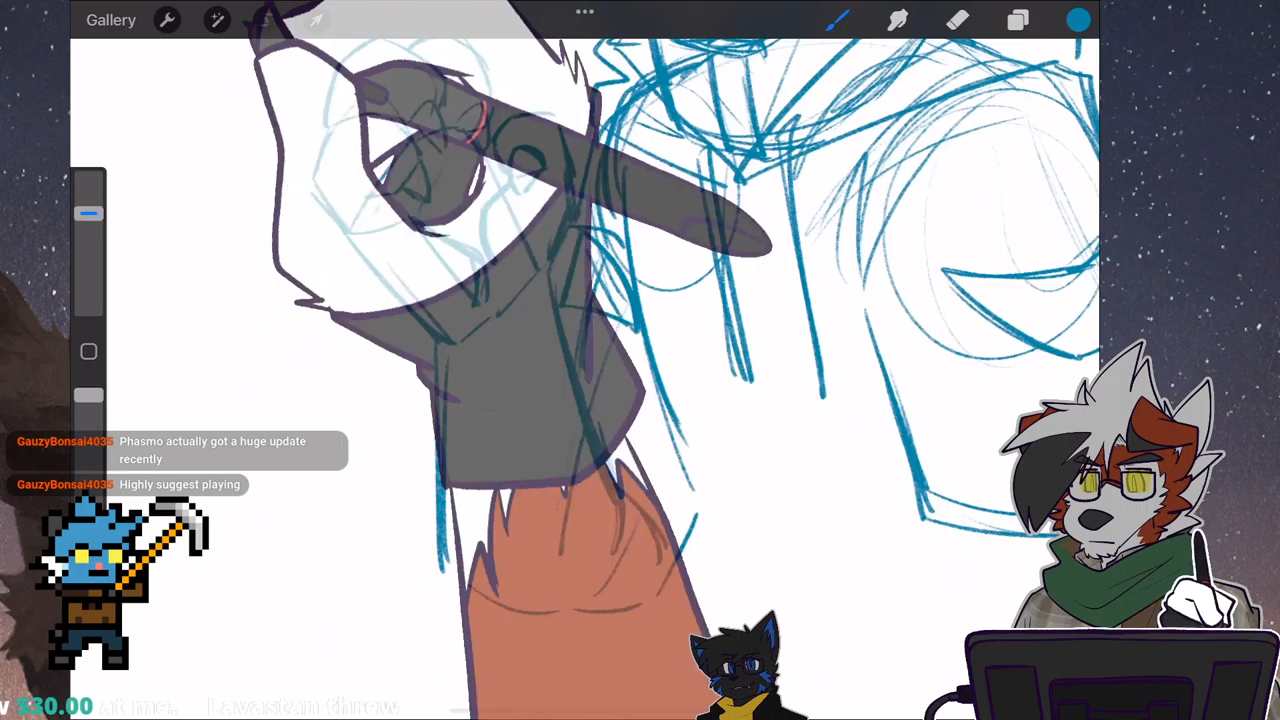 Gallery
GauzyBonsai4035 Phasmo actually got a huge update
recently
GauzyBonsai4035 Highly suggest playing
w $30.00 at me. Lavastan threw